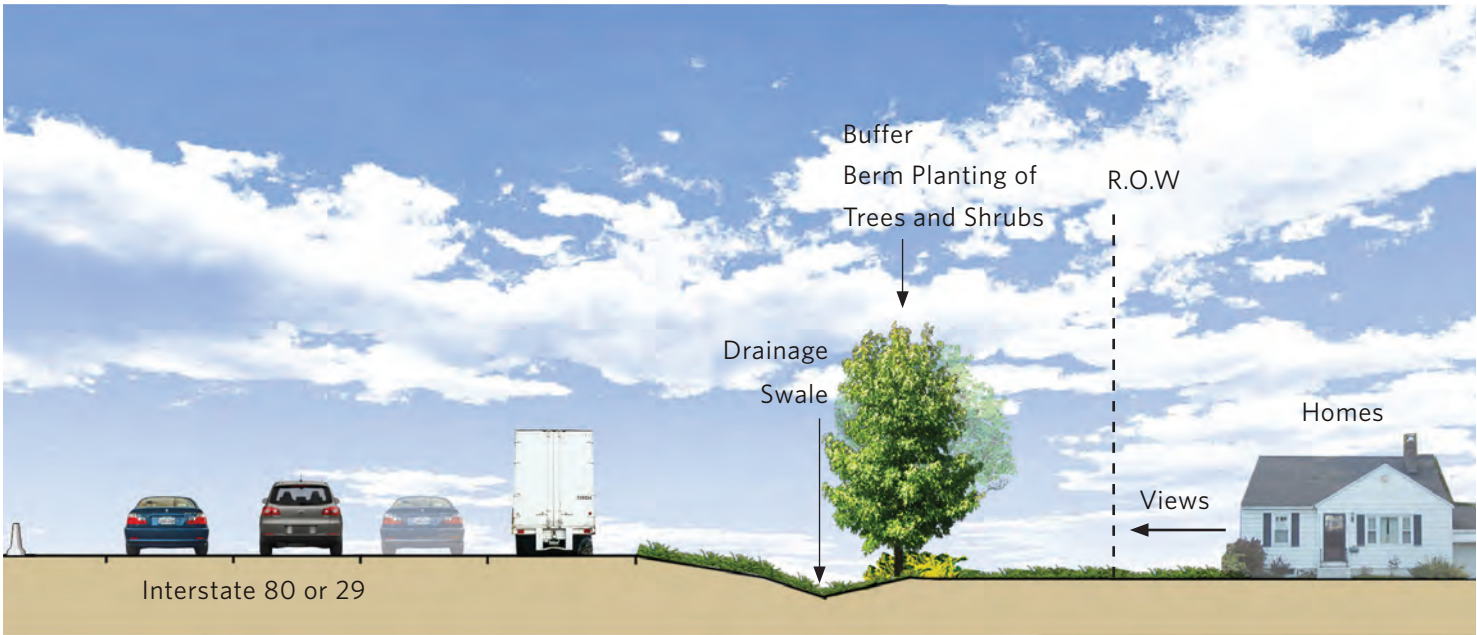 Buffer
Berm Planting of
Trees and Shrubs
R.O.W
Drainage
Swale
Homes
Views
Interstate 80 or 29